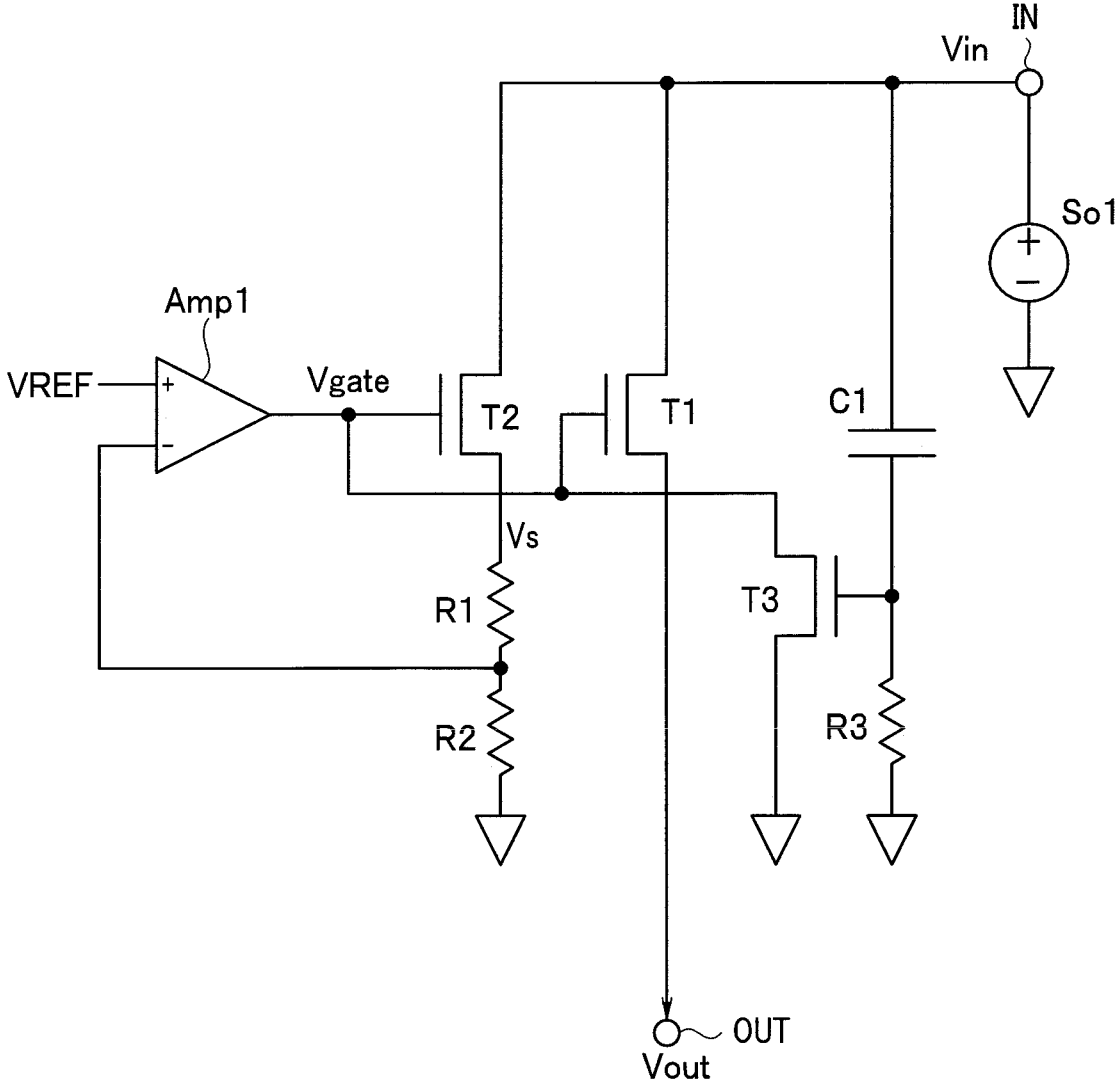 IN
Vin
So1
Amp1
VREF
+
-
+
−
Vgate
T2
T1
C1
Vs
R1
T3
R2
R3
OUT
Vout